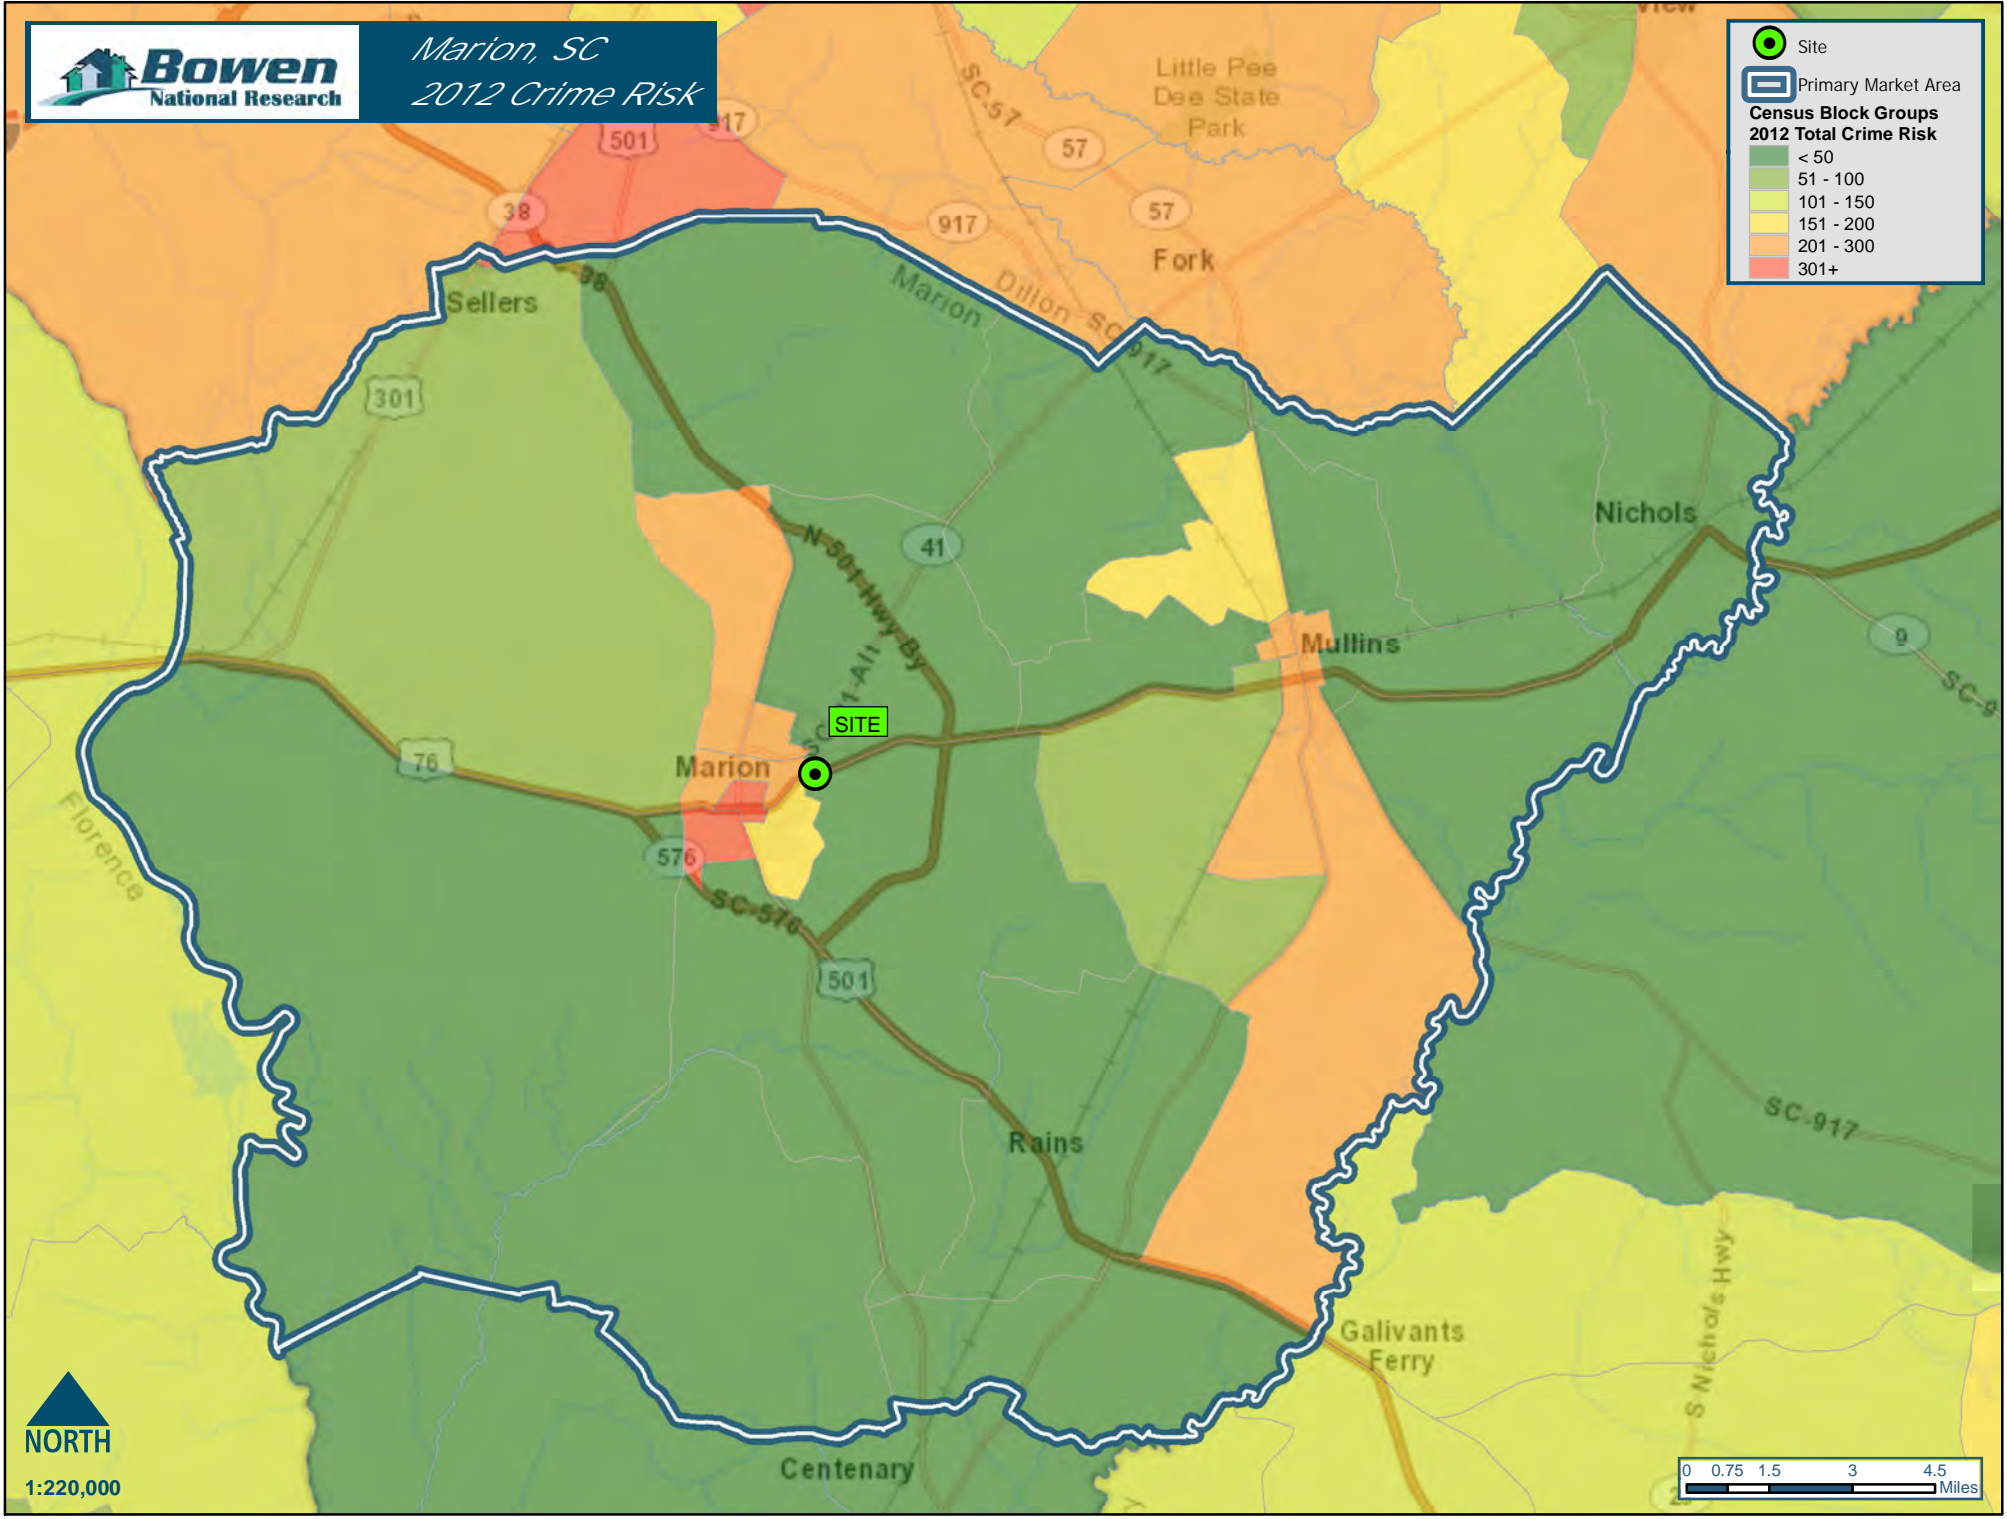 Bowen
National Research
Marion, SC
2012 Crime Risk
Site
Primary Market Area
Census Block Groups
2012 Total Crime Risk
< 50
51 - 100
101 - 150
151 - 200
201 - 300
301+
View
Little Pee
Dee State
Park
SC-57
57
501
917
38
917
57
Fork
Sellers
38
Marion
Dillon
SC-917
301
Nichols
N 501 Hwy By
41
Mullins
9
SC-9
SITE
Marion
76
Florence
576
SC-576
501
SC-917
Rains
S Nichols Hwy
Galivants
Ferry
Centenary
NORTH
1:220,000
0 0.75 1.5 3 4.5
Miles